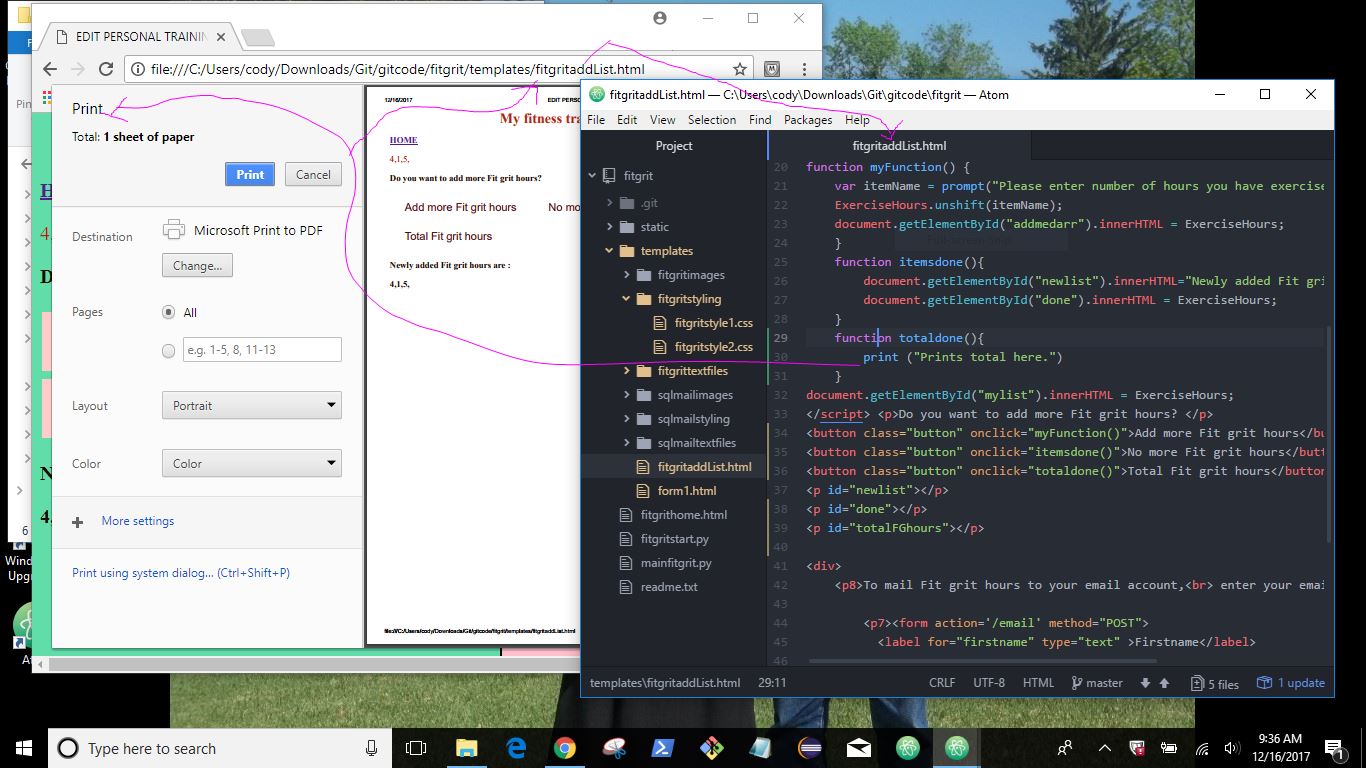 EDIT PERSONAL TRAININ
file:///C:/Users/cody/Downloads/Git/gitcode/fitgrit/templates/fitgritaddList.html
Print
Total: 1 sheet of paper
Print
Cancel
Destination
Microsoft Print to PDF
Change...
Pages
All
e.g. 1-5, 8, 11-13
Layout
Portrait
Color
Color
More settings
Print using system dialog... (Ctrl+Shift+P)
12/16/2017
EDIT PERSO
My fitness tra
HOME
4,1,5,
Do you want to add more Fit grit hours?
Add more Fit grit hours
No mo
Total Fit grit hours
Newly added Fit grit hours are :
4,1,5,
file:///C:/Users/cody/Downloads/Git/gitcode/fitgrit/templates/fitgritaddList.html
fitgritaddList.html — C:\Users\cody\Downloads\Git\gitcode\fitgrit — Atom
File Edit View Selection Find Packages Help
Project
fitgrit
.git
static
templates
fitgritimages
fitgritstyling
fitgritstyle1.css
fitgritstyle2.css
fitgrittextfiles
sqlmailimages
sqlmailstyling
sqlmailtextfiles
fitgritaddList.html
form1.html
fitgrithome.html
fitgritstart.py
mainfitgrit.py
readme.txt
fitgritaddList.html
20 function myFunction() {
21 var itemName = prompt("Please enter number of hours you have exercise
22 ExerciseHours.unshift(itemName);
23 document.getElementById("addmedarr").innerHTML = ExerciseHours;
24 }
25 function itemsdone(){
26 document.getElementById("newlist").innerHTML="Newly added Fit gri
27 document.getElementById("done").innerHTML = ExerciseHours;
28 }
29 function totaldone(){
30 print ("Prints total here.")
31 }
32 document.getElementById("mylist").innerHTML = ExerciseHours;
33 </script> <p>Do you want to add more Fit grit hours? </p>
34 <button class="button" onclick="myFunction()">Add more Fit grit hours</bu
35 <button class="button" onclick="itemsdone()">No more Fit grit hours</butt
36 <button class="button" onclick="totaldone()">Total Fit grit hours</button
37 <p id="newlist"></p>
38 <p id="done"></p>
39 <p id="totalFGhours"></p>
40
41 <div>
42 <p8>To mail Fit grit hours to your email account,<br> enter your emai
43
44 <p7><form action='/email' method="POST">
45 <label for="firstname" type="text" >Firstname</label>
46
templates\fitgritaddList.html 29:11
CRLF UTF-8 HTML master 5 files 1 update
Wind
Upgr
At
6
Type here to search
9:36 AM
12/16/2017
1